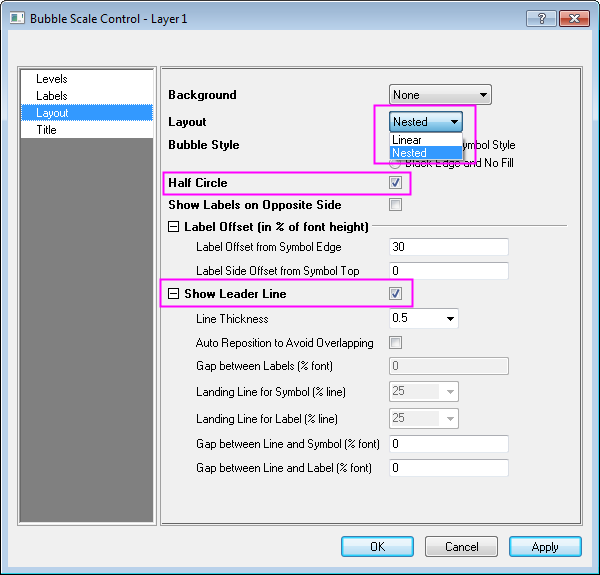 Bubble Scale Control - Layer1
Levels
Labels
Layout
Title
Background None
Layout Nested
Linear
Nested
Bubble Style Symbol Style
Black Edge and No Fill
Half Circle
Show Labels on Opposite Side
Label Offset (in % of font height)
Label Offset from Symbol Edge 30
Label Side Offset from Symbol Top 0
Show Leader Line
Line Thickness 0.5
Auto Reposition to Avoid Overlapping
Gap between Labels (% font) 0
Landing Line for Symbol (% line) 25
Landing Line for Label (% line) 25
Gap between Line and Symbol (% font) 0
Gap between Line and Label (% font) 0
OK Cancel Apply